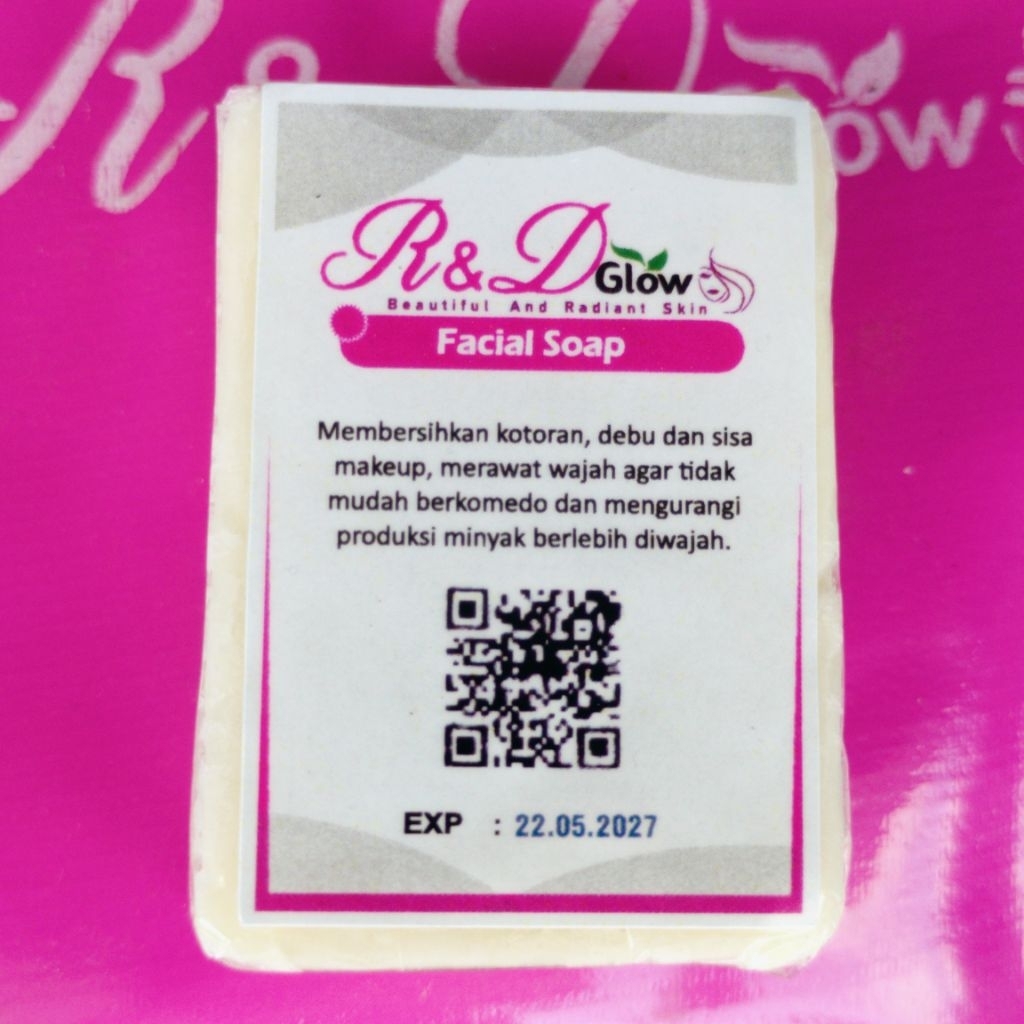 R& Glow
R&D Glow
Beautiful And Radiant Skin
Facial Soap
Membersihkan kotoran, debu dan sisa
makeup, merawat wajah agar tidak
mudah berkomedo dan mengurangi
produksi minyak berlebih diwajah.
EXP : 22.05.2027